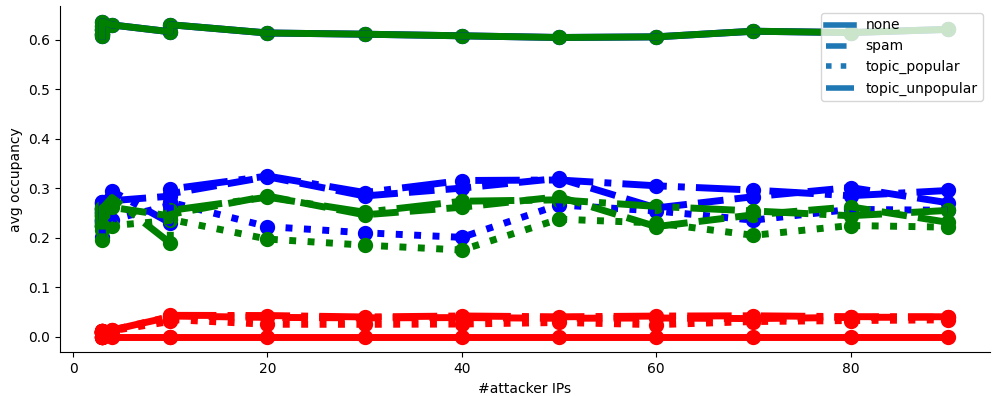 none
spam
topic_popular
topic_unpopular
0.6
0.5
0.4
0.3
0.2
0.1
0.0
avg occupancy
0 20 40 60 80
#attacker IPs